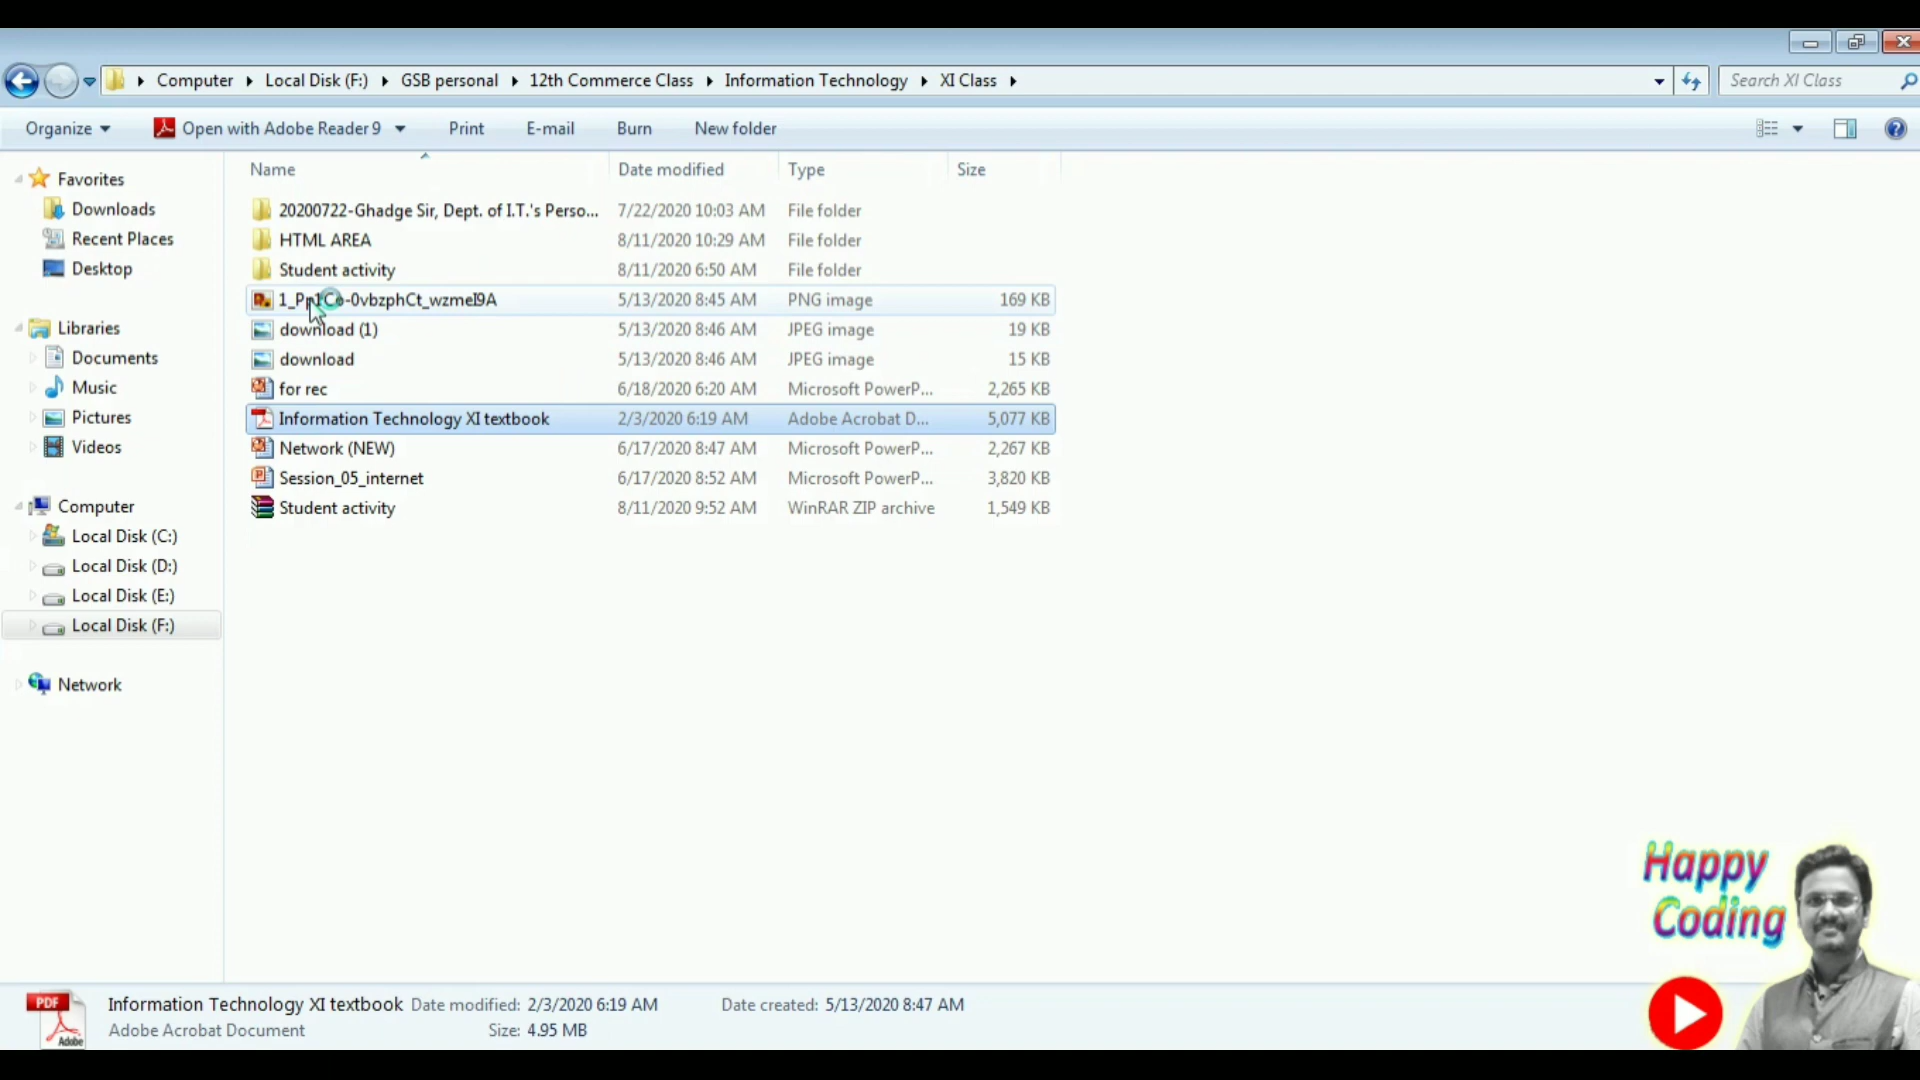 Computer Local Disk (F:) GSB personal 12th Commerce Class Information Technology XI Class Search XI Class
Organize Open with Adobe Reader 9 Print E-mail Burn New folder
Name Date modified Type Size
Favorites
Downloads
Recent Places
Desktop
Libraries
Documents
Music
Pictures
Videos
Computer
Local Disk (C:)
Local Disk (D:)
Local Disk (E:)
Local Disk (F:)
Network
20200722-Ghadge Sir, Dept. of I.T.'s Perso... 7/22/2020 10:03 AM File folder
HTML AREA 8/11/2020 10:29 AM File folder
Student activity 8/11/2020 6:50 AM File folder
5/13/2020 8:45 AM PNG image 169 KB
download (1) 5/13/2020 8:46 AM JPEG image 19 KB
download 5/13/2020 8:46 AM JPEG image 15 KB
for rec 6/18/2020 6:20 AM Microsoft PowerP... 2,265 KB
Information Technology XI textbook 2/3/2020 6:19 AM Adobe Acrobat D... 5,077 KB
Network (NEW) 6/17/2020 8:47 AM Microsoft PowerP... 2,267 KB
Session_05_internet 6/17/2020 8:52 AM Microsoft PowerP... 3,820 KB
Student activity 8/11/2020 9:52 AM WinRAR ZIP archive 1,549 KB
Happy
Coding
PDF
Adobe
Information Technology XI textbook Date modified: 2/3/2020 6:19 AM Date created: 5/13/2020 8:47 AM
Adobe Acrobat Document Size: 4.95 MB